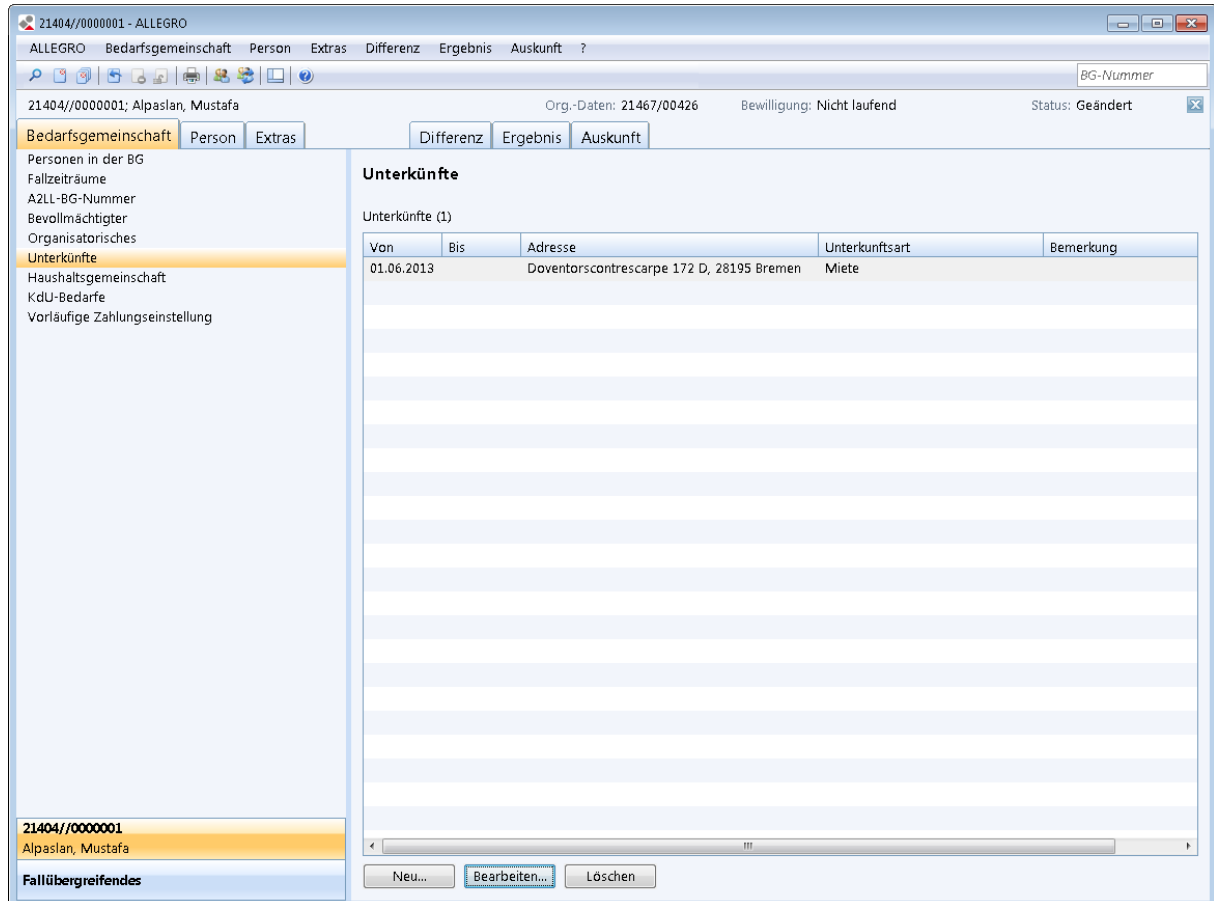 21404//0000001 - ALLEGRO
ALLEGRO Bedarfsgemeinschaft Person Extras Differenz Ergebnis Auskunft ?
BG-Nummer
21404//0000001; Alpaslan, Mustafa Org.-Daten: 21467/00426 Bewilligung: Nicht laufend Status: Geändert
Bedarfsgemeinschaft Person Extras Differenz Ergebnis Auskunft
Personen in der BG
Fallzeiträume
A2LL-BG-Nummer
Bevollmächtigter
Organisatorisches
Unterkünfte
Haushaltsgemeinschaft
KdU-Bedarfe
Vorläufige Zahlungseinstellung
21404//0000001
Alpaslan, Mustafa
Fallübergreifendes
Unterkünfte
Unterkünfte (1)
Von Bis Adresse Unterkunftsart Bemerkung
01.06.2013 Doventorscontrescarpe 172 D, 28195 Bremen Miete
Neu... Bearbeiten... Löschen